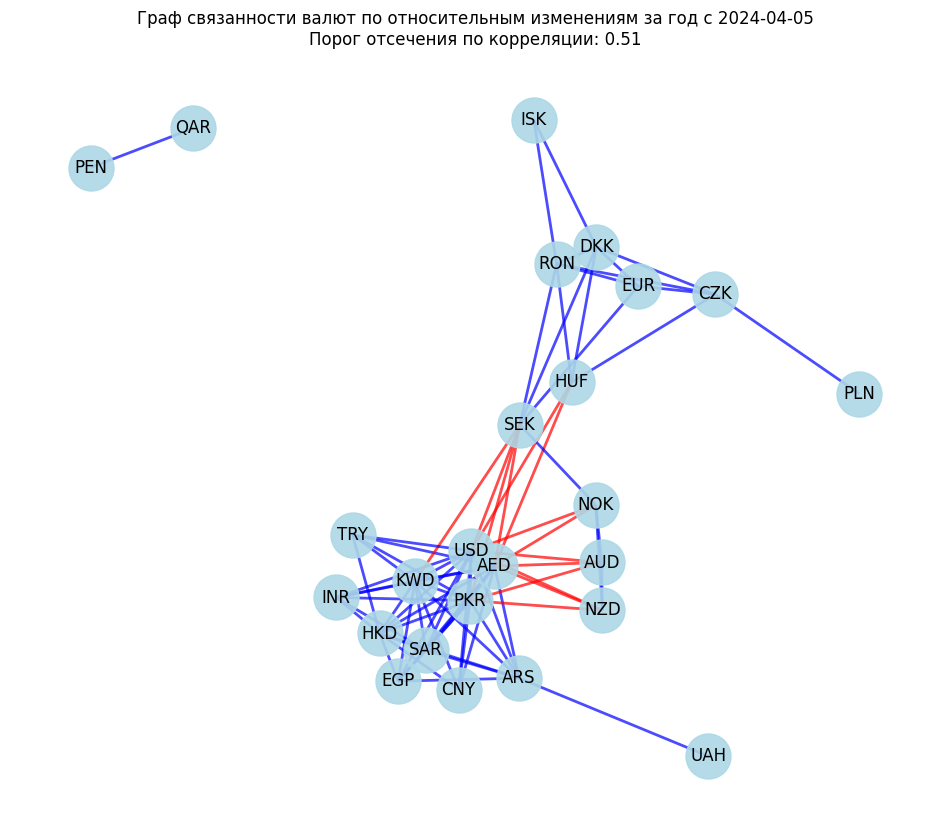 Граф связанности валют по относительным изменениям за год с 2024-04-05
Порог отсечения по корреляции: 0.51
ISK
QAR
PEN
DKK
RON
EUR
CZK
HUF
PLN
SEK
NOK
TRY
USD
AED
AUD
KWD
INR
PKR
NZD
HKD
SAR
EGP
CNY
ARS
UAH